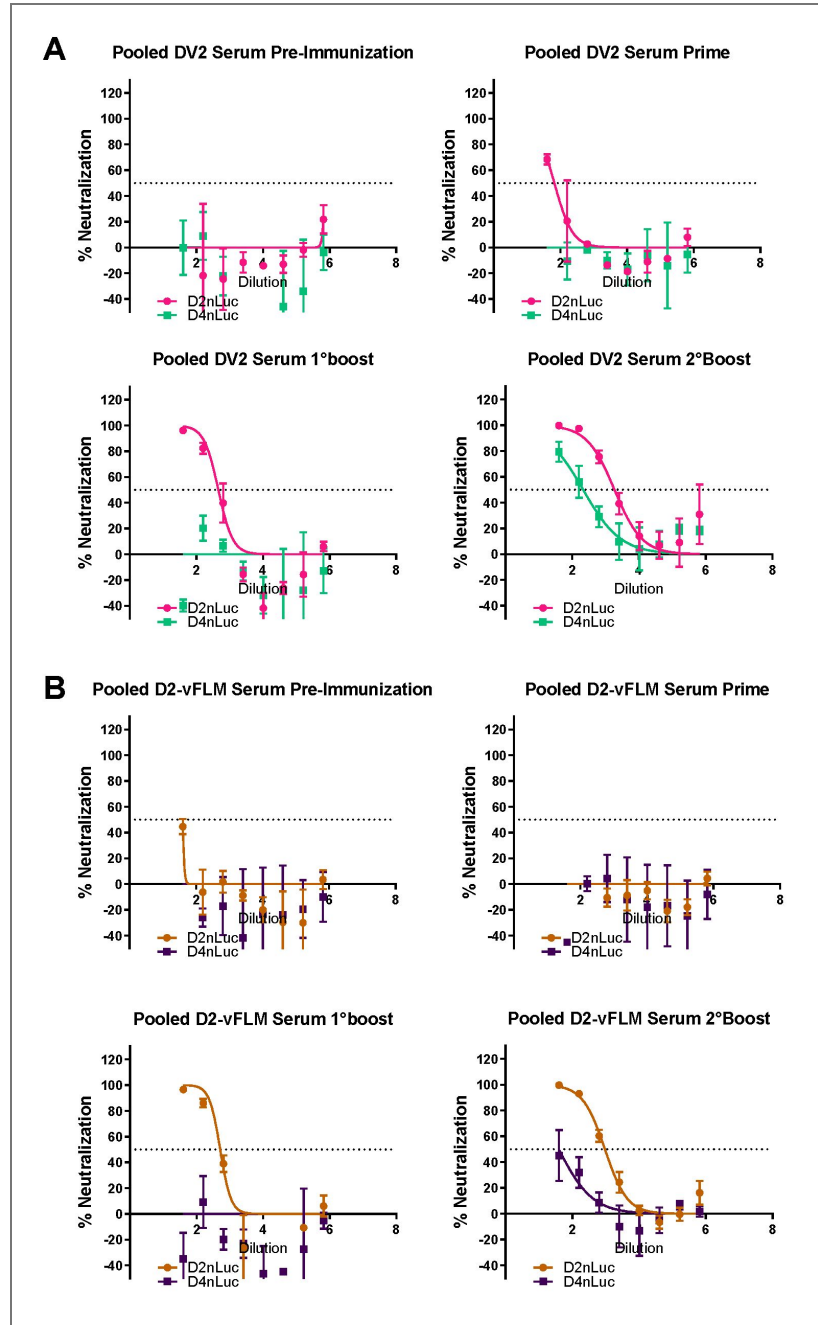 A
Pooled DV2 Serum Pre-Immunization
% Neutralization
120
100
80
60
40
20
0
-20
-40
2
4
6
8
Dilution
D2nLuc
D4nLuc
Pooled DV2 Serum Prime
% Neutralization
120
100
80
60
40
20
0
-20
-40
2
4
6
8
Dilution
D2nLuc
D4nLuc
Pooled DV2 Serum 1°boost
% Neutralization
120
100
80
60
40
20
0
-20
-40
2
4
6
8
Dilution
D2nLuc
D4nLuc
Pooled DV2 Serum 2°Boost
% Neutralization
120
100
80
60
40
20
0
-20
-40
2
4
6
8
Dilution
D2nLuc
D4nLuc
B
Pooled D2-vFLM Serum Pre-Immunization
% Neutralization
120
100
80
60
40
20
0
-20
-40
2
4
6
8
Dilution
D2nLuc
D4nLuc
Pooled D2-vFLM Serum Prime
% Neutralization
120
100
80
60
40
20
0
-20
-40
2
4
6
8
Dilution
D2nLuc
D4nLuc
Pooled D2-vFLM Serum 1°boost
% Neutralization
120
100
80
60
40
20
0
-20
-40
2
4
6
8
Dilution
D2nLuc
D4nLuc
Pooled D2-vFLM Serum 2°Boost
% Neutralization
120
100
80
60
40
20
0
-20
-40
2
4
6
8
Dilution
D2nLuc
D4nLuc